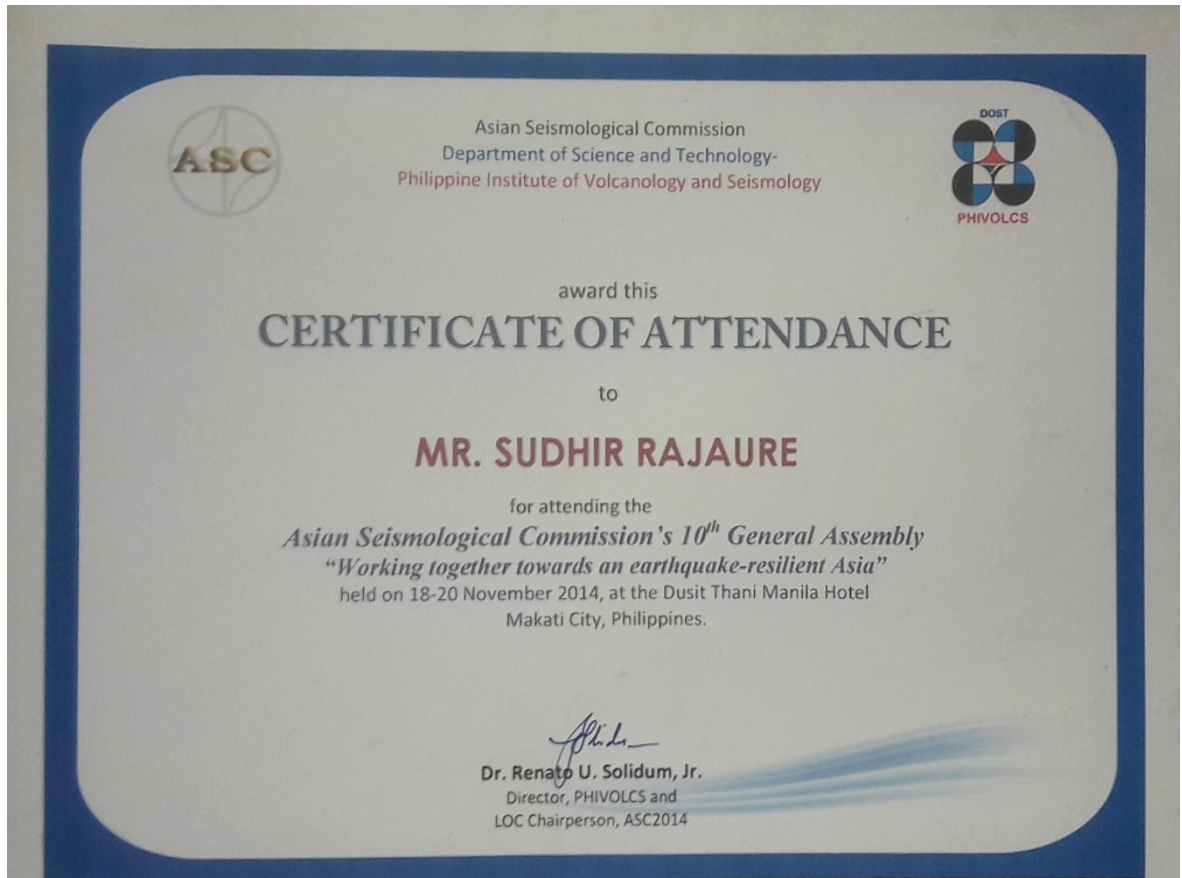 ASC
Asian Seismological Commission
Department of Science and Technology-
Philippine Institute of Volcanology and Seismology
DOST
PHIVOLCS
award this
CERTIFICATE OF ATTENDANCE
to
MR. SUDHIR RAJAURE
for attending the
Asian Seismological Commission's 10th General Assembly
"Working together towards an earthquake-resilient Asia"
held on 18-20 November 2014, at the Dusit Thani Manila Hotel
Makati City, Philippines.
Dr. Renato U. Solidum, Jr.
Director, PHIVOLCS and
LOC Chairperson, ASC2014